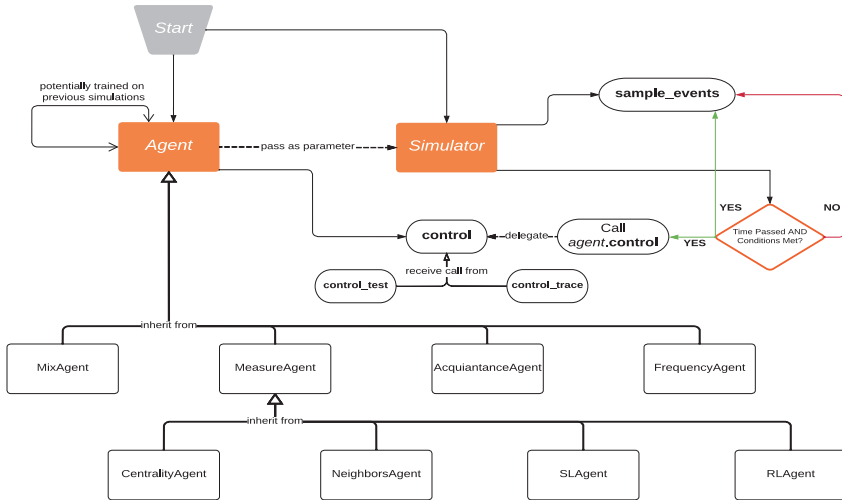 Start
potentially trained on
previous simulations
sample_events
Agent
pass as parameter
Simulator
YES
NO
control
delegate
Call
agent.control
YES
Time Passed AND
Conditions Met?
receive call from
control_test
control_trace
inherit from
MixAgent
MeasureAgent
AcquiantanceAgent
FrequencyAgent
inherit from
CentralityAgent
NeighborsAgent
SLAgent
RLAgent